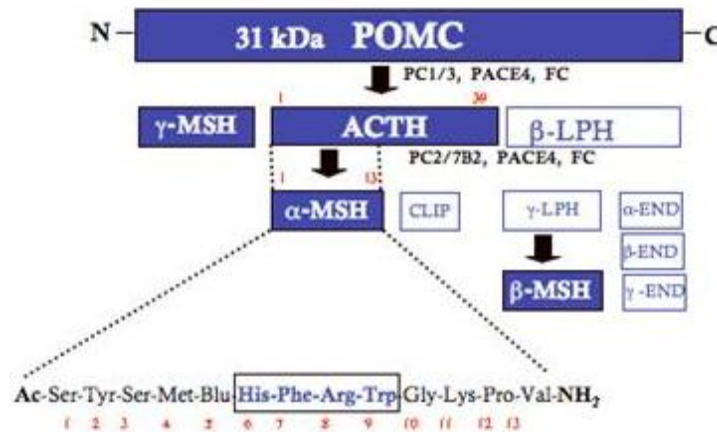 N
31 kDa POMC
C
PC1/3, PACE4, FC
1 39
γ-MSH ACTH β-LPH
PC2/7B2, PACE4, FC
1 13
α-MSH CLIP γ-LPH α-END
β-END
β-MSH γ-END
Ac-Ser-Tyr-Ser-Met-Blu-His-Phe-Arg-Trp-Gly-Lys-Pro-Val-NH₂
1 2 3 4 5 6 7 8 9 10 11 12 13